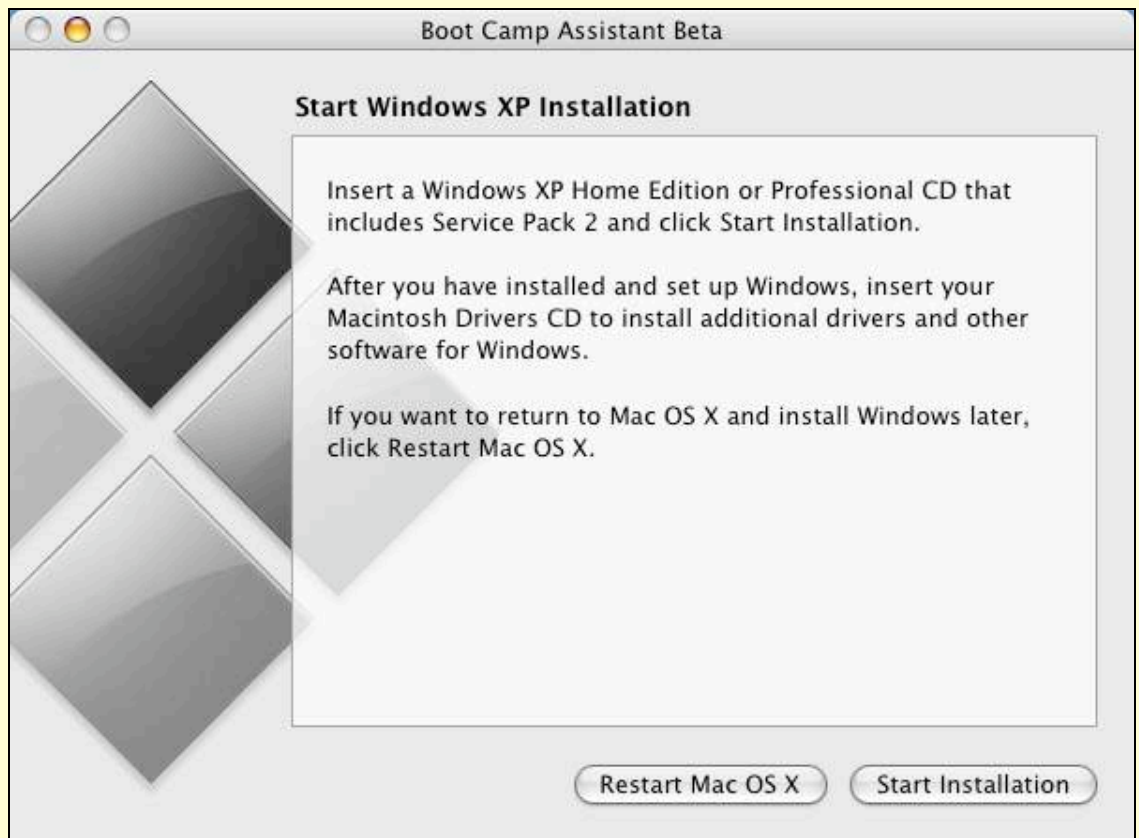 Boot Camp Assistant Beta
Start Windows XP Installation
Insert a Windows XP Home Edition or Professional CD that
includes Service Pack 2 and click Start Installation.
After you have installed and set up Windows, insert your
Macintosh Drivers CD to install additional drivers and other
software for Windows.
If you want to return to Mac OS X and install Windows later,
click Restart Mac OS X.
Restart Mac OS X
Start Installation